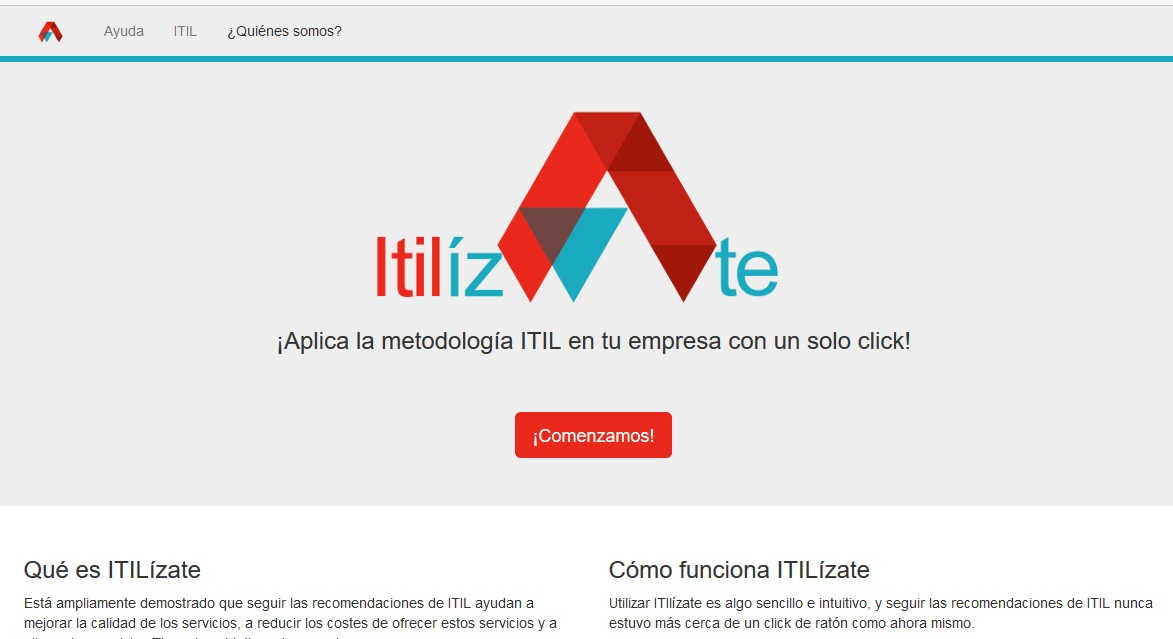 Ayuda ITIL ¿Quiénes somos?
Itilízate
¡Aplica la metodología ITIL en tu empresa con un solo click!
¡Comenzamos!
Qué es ITILízate
Está ampliamente demostrado que seguir las recomendaciones de ITIL ayudan a
mejorar la calidad de los servicios, a reducir los costes de ofrecer estos servicios y a
Cómo funciona ITILízate
Utilizar ITIlízate es algo sencillo e intuitivo, y seguir las recomendaciones de ITIL nunca
estuvo más cerca de un click de ratón como ahora mismo.